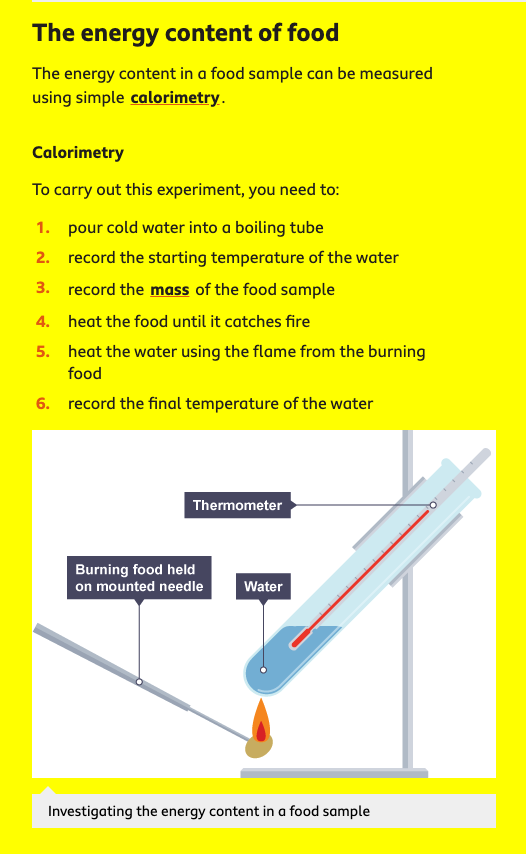 The energy content of food
The energy content in a food sample can be measured
using simple calorimetry.
Calorimetry
To carry out this experiment, you need to:
1. pour cold water into a boiling tube
2. record the starting temperature of the water
3. record the mass of the food sample
4. heat the food until it catches fire
5. heat the water using the flame from the burning
food
6. record the final temperature of the water
Thermometer
Burning food held
on mounted needle
Water
Investigating the energy content in a food sample